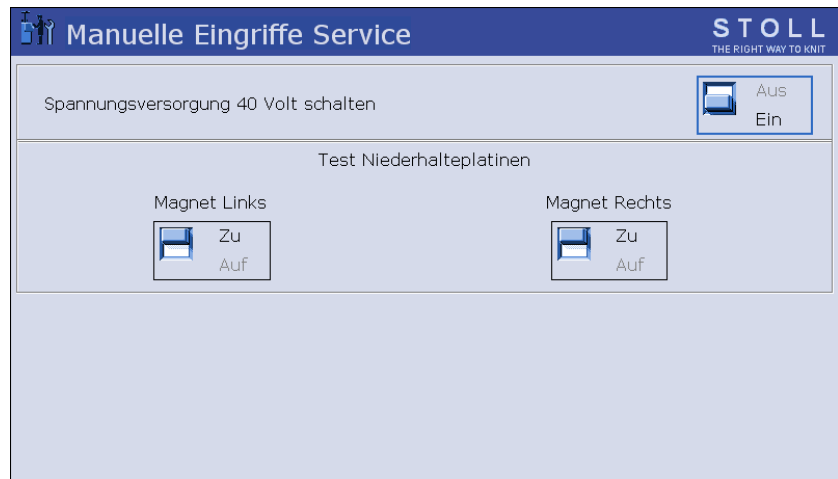 Manuelle Eingriffe Service
STOLL
THE RIGHT WAY TO KNIT
Spannungsversorgung 40 Volt schalten
Aus
Ein
Test Niederhalteplatinen
Magnet Links
Zu
Auf
Magnet Rechts
Zu
Auf